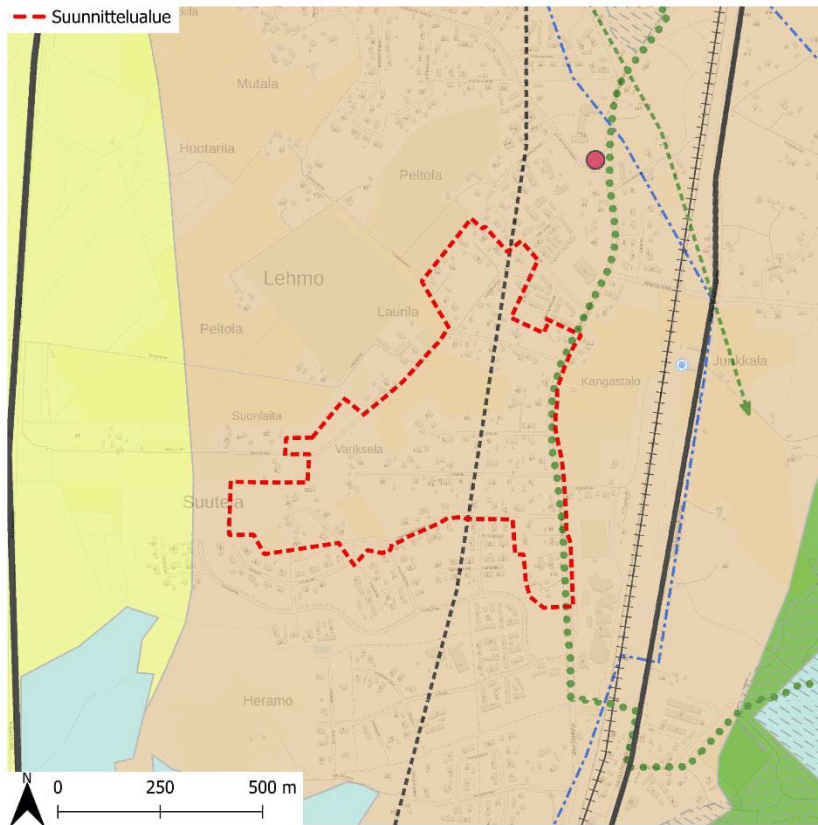 Suunnittelualue
Mutala
Huotarila
Peltola
Lehmo
Laurila
Peltola
Junkkala
Kangastalo
Suonlaita
Variksela
Suutela
Heramo
N
0 250 500 m